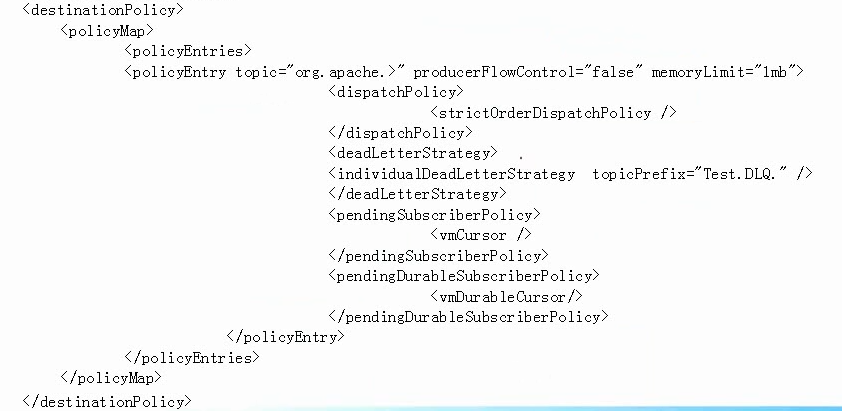 <destinationPolicy>
<policyMap>
<policyEntries>
<policyEntry topic="org.apache.>" producerFlowControl="false" memoryLimit="1mb">
<dispatchPolicy>
<strictOrderDispatchPolicy />
</dispatchPolicy>
<deadLetterStrategy>
<individualDeadLetterStrategy topicPrefix="Test.DLQ." />
</deadLetterStrategy>
<pendingSubscriberPolicy>
<vmCursor />
</pendingSubscriberPolicy>
<pendingDurableSubscriberPolicy>
<vmDurableCursor/>
</pendingDurableSubscriberPolicy>
</policyEntry>
</policyEntries>
</policyMap>
</destinationPolicy>